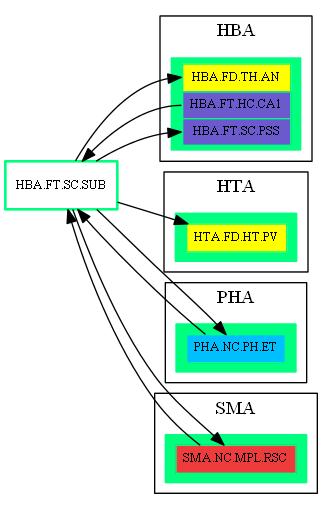 HBA
HBA.FD.TH.AN
HBA.FT.HC.CA1
HBA.FT.SC.PSS
HBA.FT.SC.SUB
HTA
HTA.FD.HT.PV
PHA
PHA.NC.PH.ET
SMA
SMA.NC.MPL.RSC